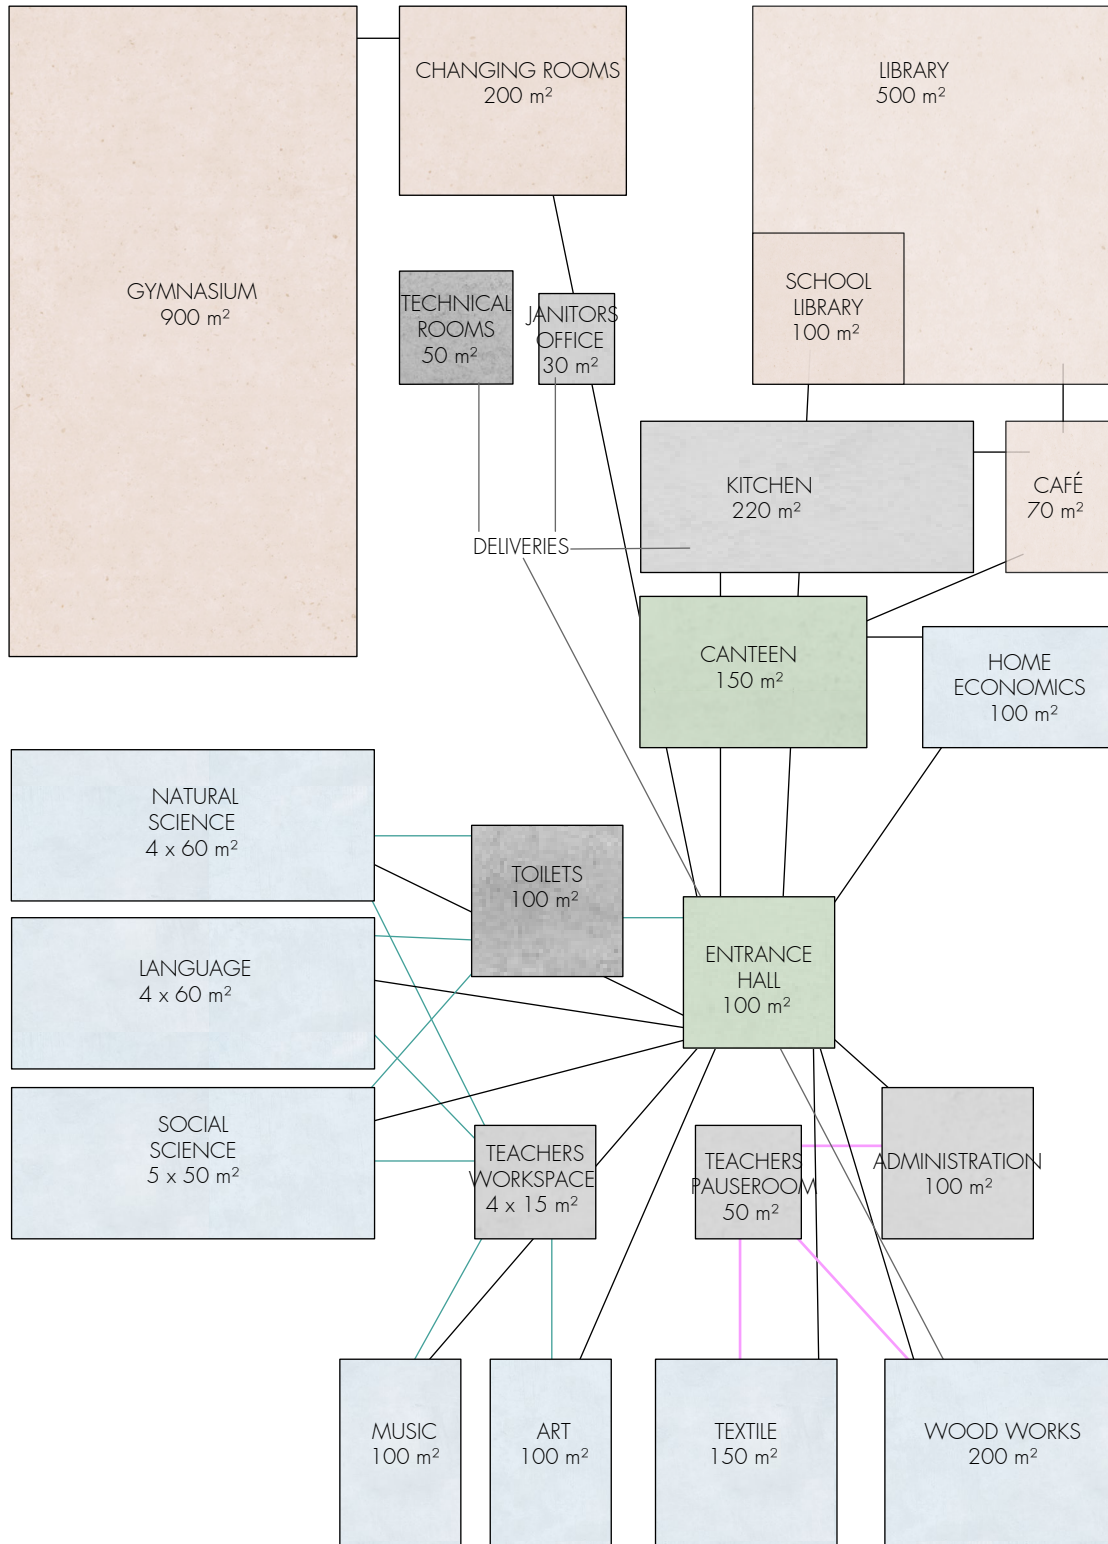 CHANGING ROOMS
200 m²
LIBRARY
500 m²
GYMNASIUM
900 m²
TECHNICAL
ROOMS
50 m²
JANITORS
OFFICE
30 m²
SCHOOL
LIBRARY
100 m²
KITCHEN
220 m²
CAFÉ
70 m²
DELIVERIES
CANTEEN
150 m²
HOME
ECONOMICS
100 m²
NATURAL
SCIENCE
4 x 60 m²
TOILETS
100 m²
LANGUAGE
4 x 60 m²
ENTRANCE
HALL
100 m²
SOCIAL
SCIENCE
5 x 50 m²
TEACHERS
WORKSPACE
4 x 15 m²
TEACHERS
PAUSEROOM
50 m²
ADMINISTRATION
100 m²
MUSIC
100 m²
ART
100 m²
TEXTILE
150 m²
WOOD WORKS
200 m²